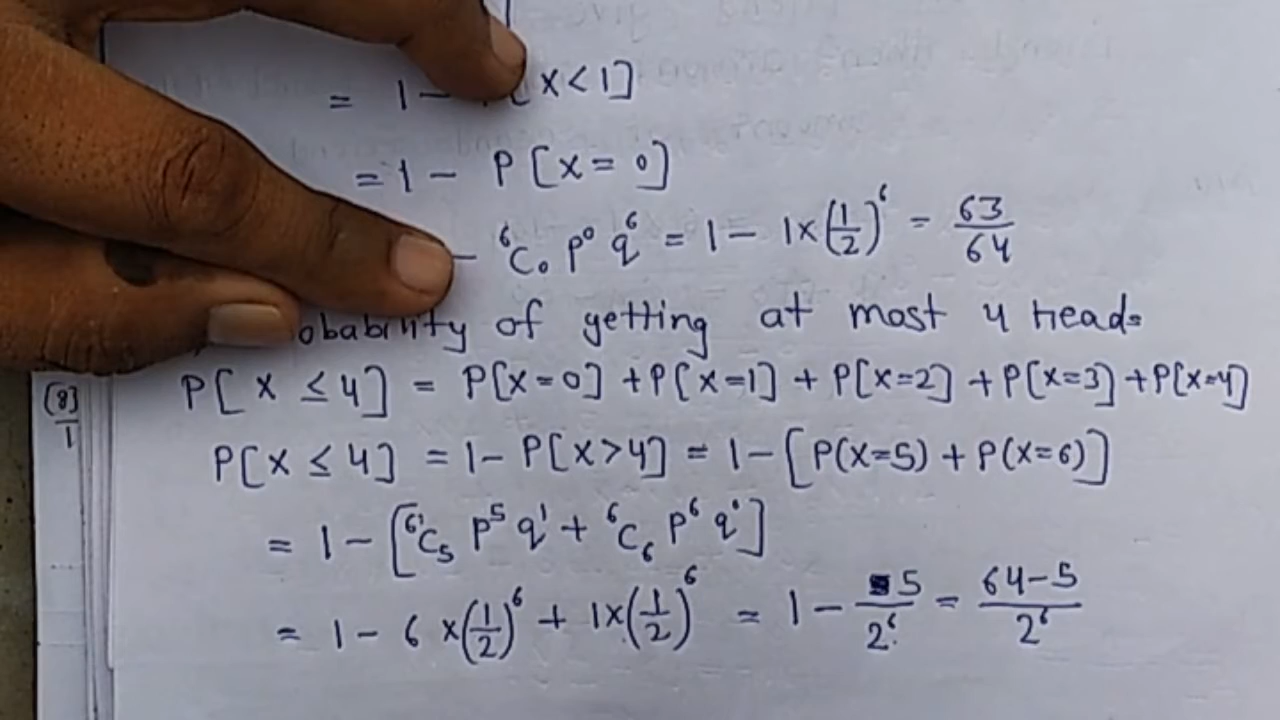 = 1 - [X<1]
= 1 - P[X=0]
- ⁶C₀ p⁰ q⁶ = 1 - 1×(1/2)⁶ = 63/64
obability of getting at most 4 Heads
P[X ≤ 4] = P[X=0] + P[X=1] + P[X=2] + P[X=3] + P[X=4]
[8]/1
P[X ≤ 4] = 1 - P[X>4] = 1 - [P(X=5) + P(X=6)]
= 1 - [⁶C₅ p⁵ q¹ + ⁶C₆ p⁶ q⁰]
= 1 - 6 × (1/2)⁶ + 1×(1/2)⁶ = 1 - 5/2⁶ = 64-5/2⁶